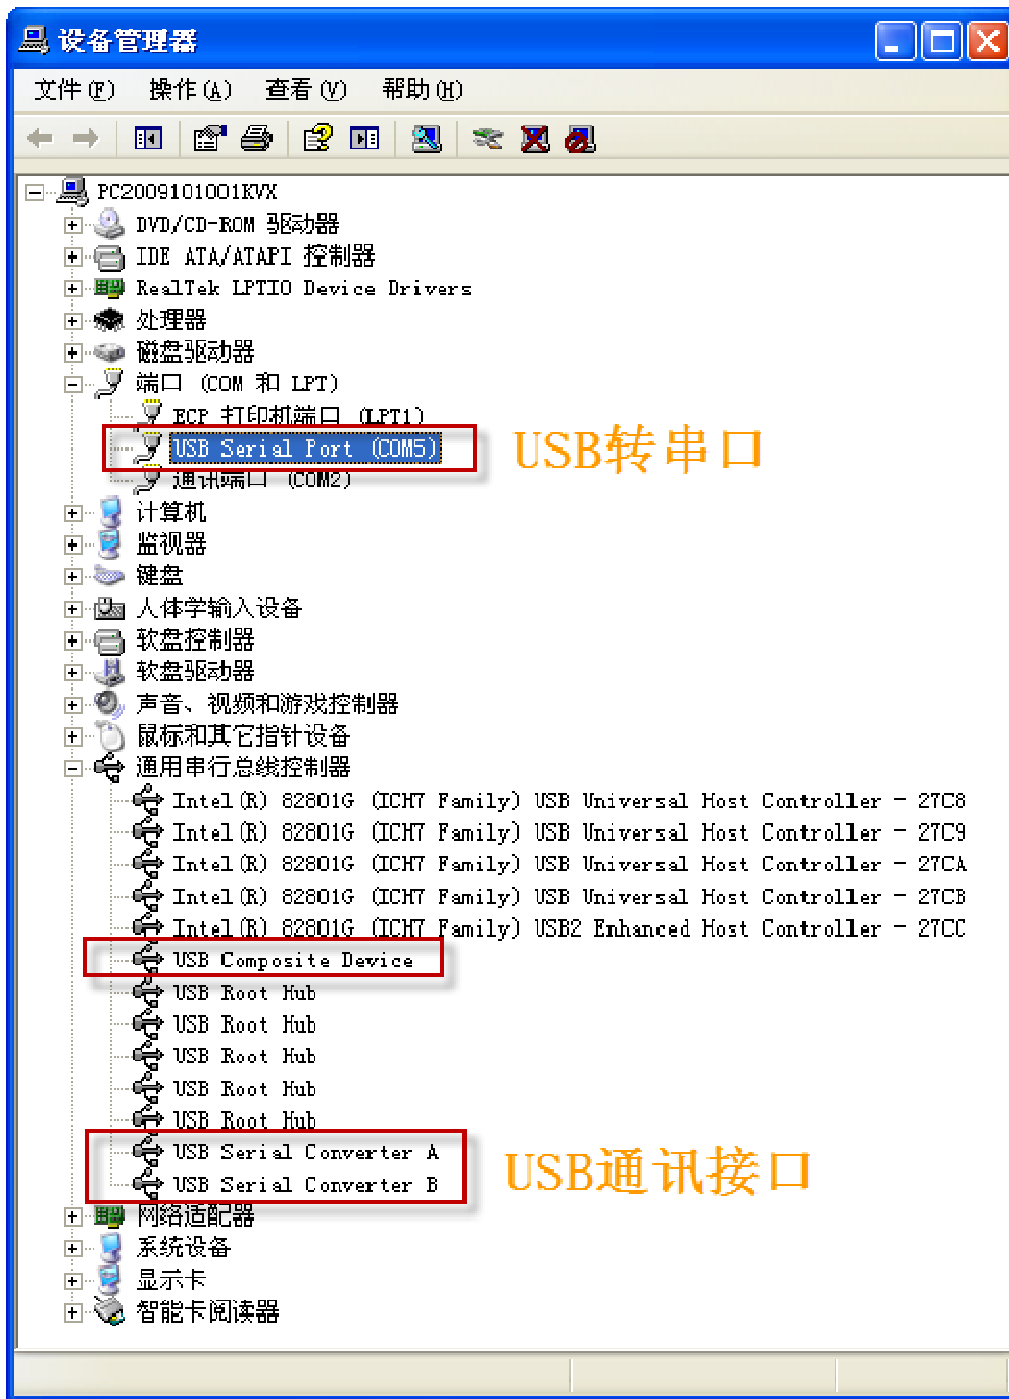 设备管理器
文件(F) 操作(A) 查看(V) 帮助(H)
PC2009101001KVX
DVD/CD-ROM 驱动器
IDE ATA/ATAPI 控制器
RealTek LPTIO Device Drivers
处理器
磁盘驱动器
端口 (COM 和 LPT)
ECP 打印机端口 (LPT1)
USB Serial Port (COM5)
USB转串口
通讯端口 (COM2)
计算机
监视器
键盘
人体学输入设备
软盘控制器
软盘驱动器
声音、视频和游戏控制器
鼠标和其它指针设备
通用串行总线控制器
Intel(R) 82801G (ICH7 Family) USB Universal Host Controller - 27C8
Intel(R) 82801G (ICH7 Family) USB Universal Host Controller - 27C9
Intel(R) 82801G (ICH7 Family) USB Universal Host Controller - 27CA
Intel(R) 82801G (ICH7 Family) USB Universal Host Controller - 27CB
Intel(R) 82801G (ICH7 Family) USB2 Enhanced Host Controller - 27CC
USB Composite Device
USB Root Hub
USB Root Hub
USB Root Hub
USB Root Hub
USB Root Hub
USB Serial Converter A
USB通讯接口
USB Serial Converter B
网络适配器
系统设备
显示卡
智能卡阅读器